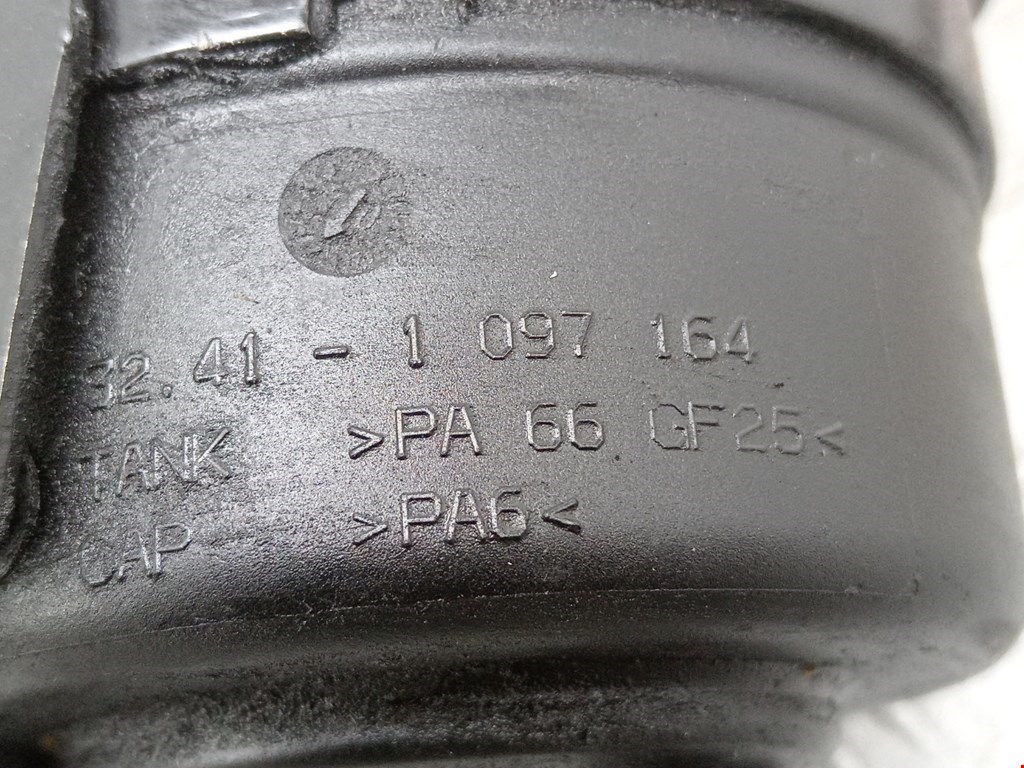 32.41 - 1 097 164
TANK >PA 66 GF25<
CAP >PA6<